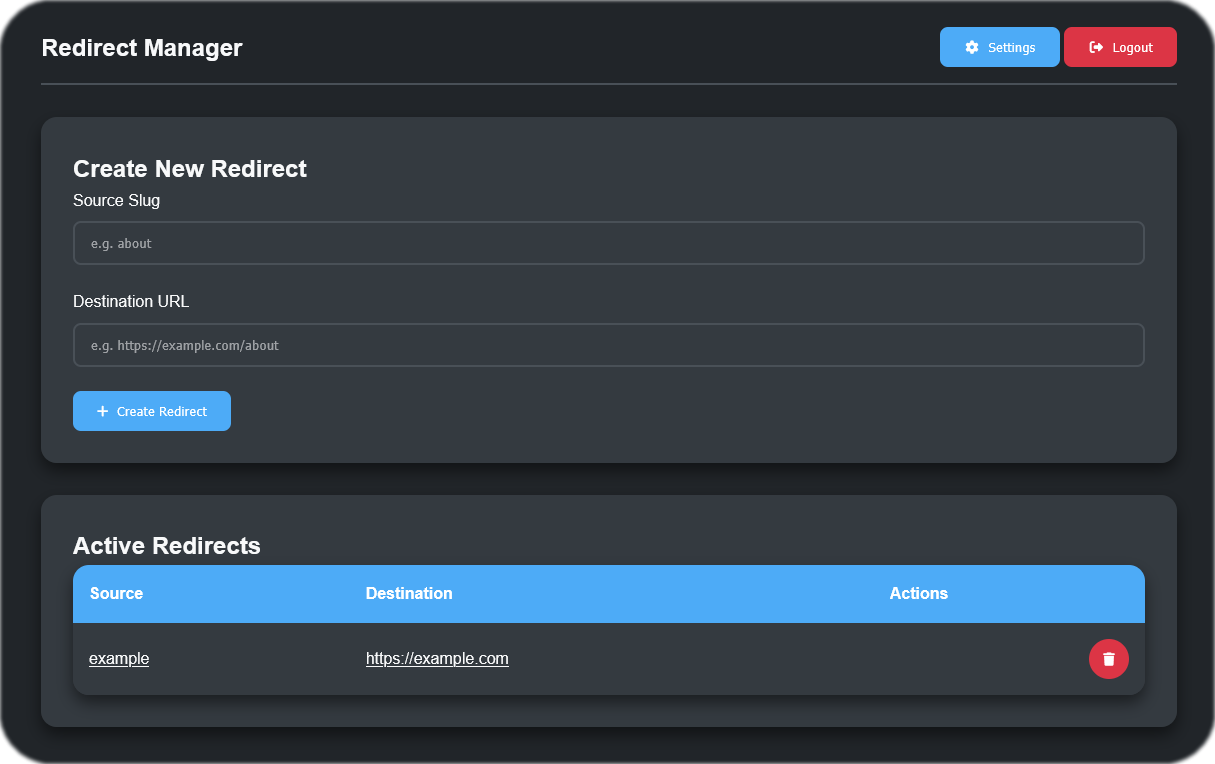 Redirect Manager
Settings
Logout
Create New Redirect
Source Slug
e.g. about
Destination URL
e.g. https://example.com/about
Create Redirect
Active Redirects
Source Destination Actions
example https://example.com